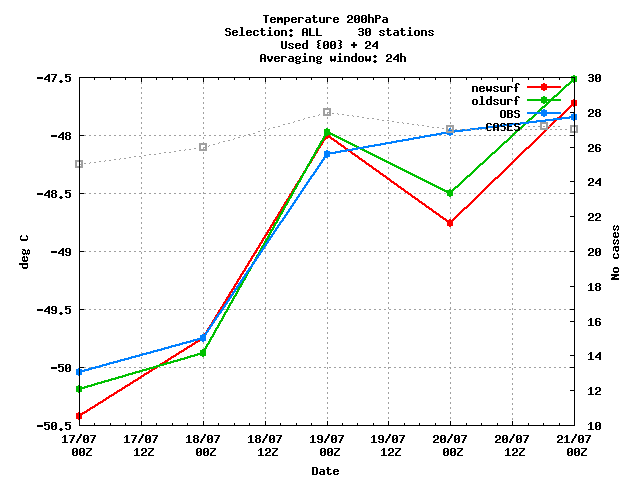 Temperature 200hPa
Selection: ALL     30 stations
Used {00} + 24
Averaging window: 24h
newsurf
oldsurf
OBS
CASES
deg C
-47.5
-48
-48.5
-49
-49.5
-50
-50.5
No cases
30
28
26
24
22
20
18
16
14
12
10
17/07 17/07 18/07 18/07 19/07 19/07 20/07 20/07 21/07
00Z 12Z 00Z 12Z 00Z 12Z 00Z 12Z 00Z
Date